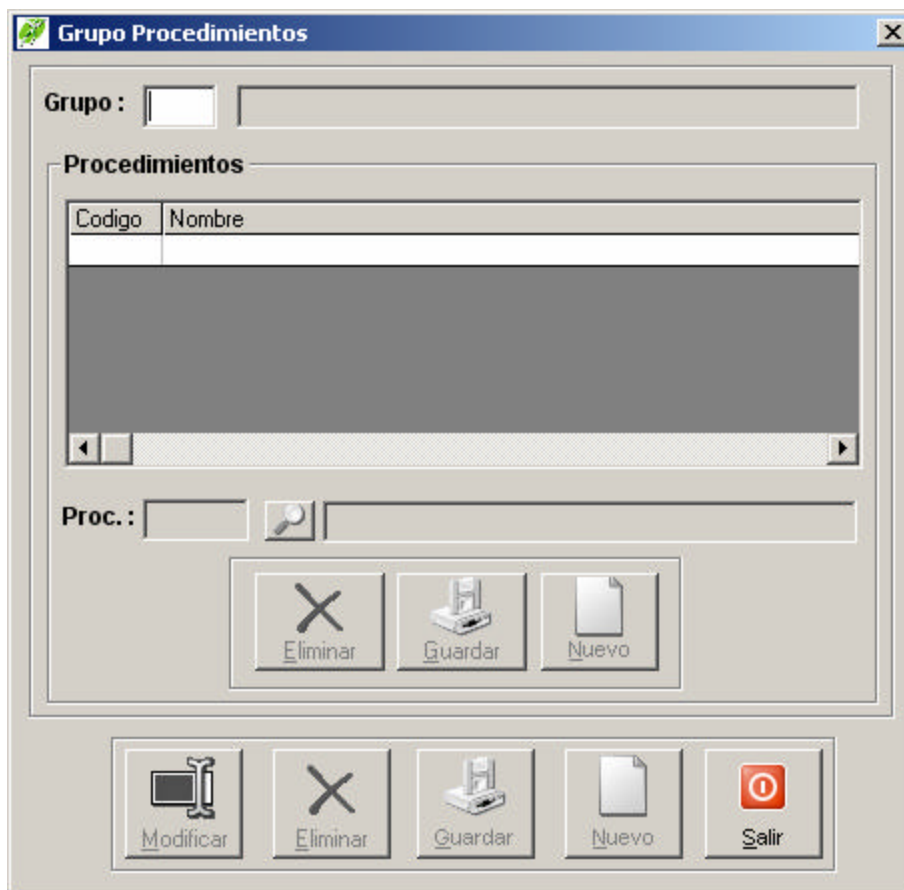 Grupo Procedimientos
Grupo :
Procedimientos
Codigo Nombre
Proc. :
Eliminar Guardar Nuevo
Modificar Eliminar Guardar Nuevo Salir